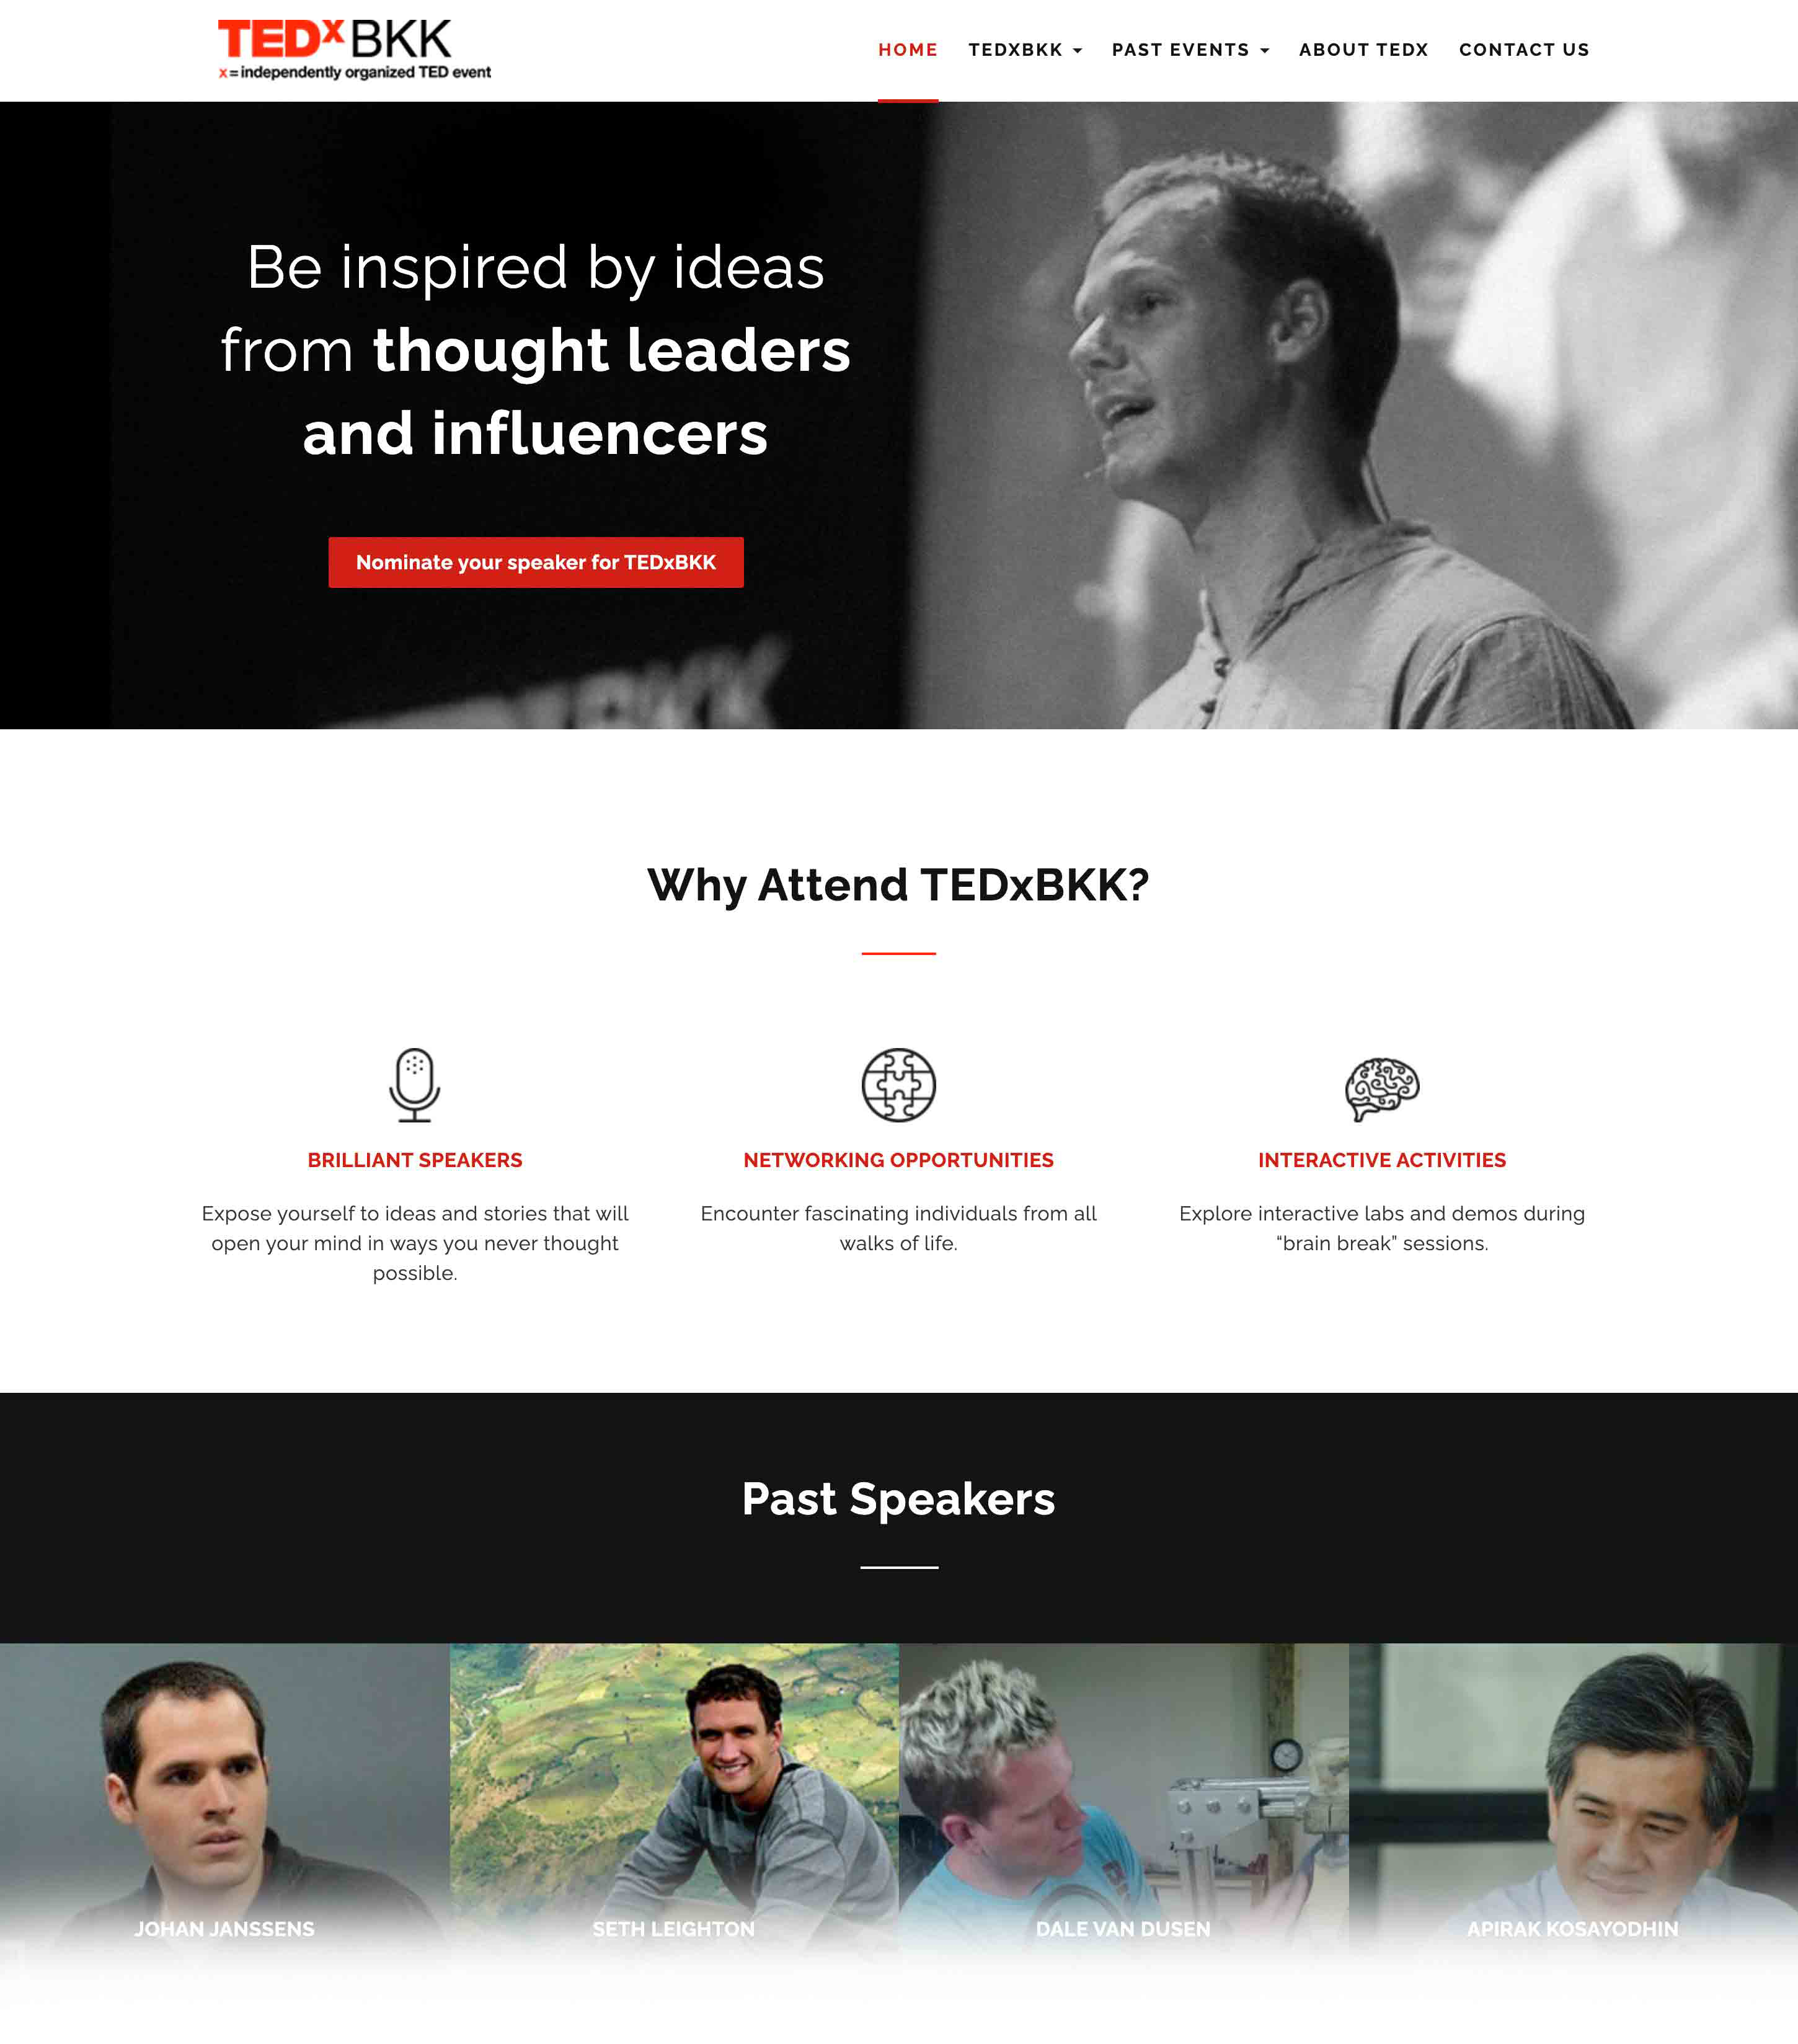 TEDxBKK
x = independently organized TED event
HOME TEDXBKK PAST EVENTS ABOUT TEDX CONTACT US
Be inspired by ideas
from thought leaders
and influencers
Nominate your speaker for TEDxBKK
Why Attend TEDxBKK?
BRILLIANT SPEAKERS
Expose yourself to ideas and stories that will
open your mind in ways you never thought
possible.
NETWORKING OPPORTUNITIES
Encounter fascinating individuals from all
walks of life.
INTERACTIVE ACTIVITIES
Explore interactive labs and demos during
“brain break” sessions.
Past Speakers
JOHAN JANSSENS
SETH LEIGHTON
DALE VAN DUSEN
APIRAK KOSAYODHIN